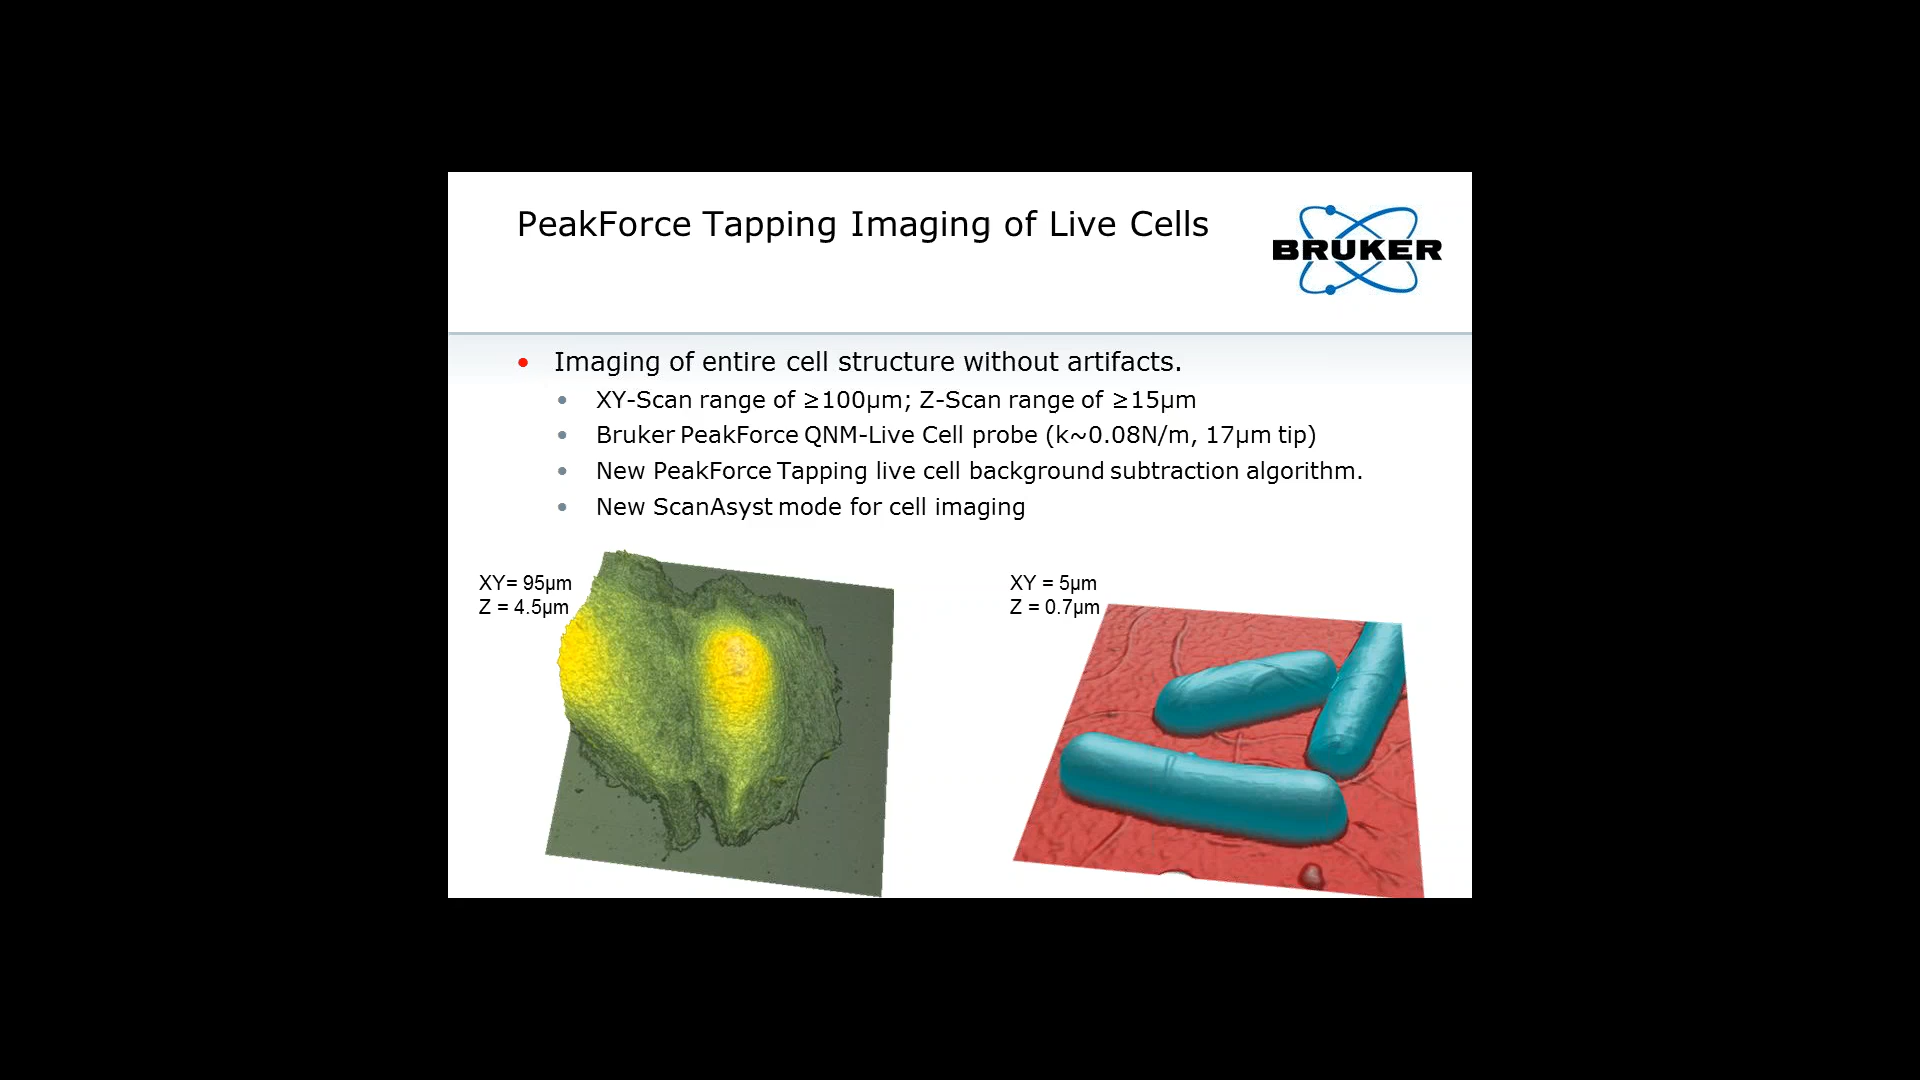 PeakForce Tapping Imaging of Live Cells
BRUKER
Imaging of entire cell structure without artifacts.
XY-Scan range of ≥100µm; Z-Scan range of ≥15µm
Bruker PeakForce QNM-Live Cell probe (k~0.08N/m, 17µm tip)
New PeakForce Tapping live cell background subtraction algorithm.
New ScanAsyst mode for cell imaging
XY= 95µm
Z = 4.5µm
XY = 5µm
Z = 0.7µm